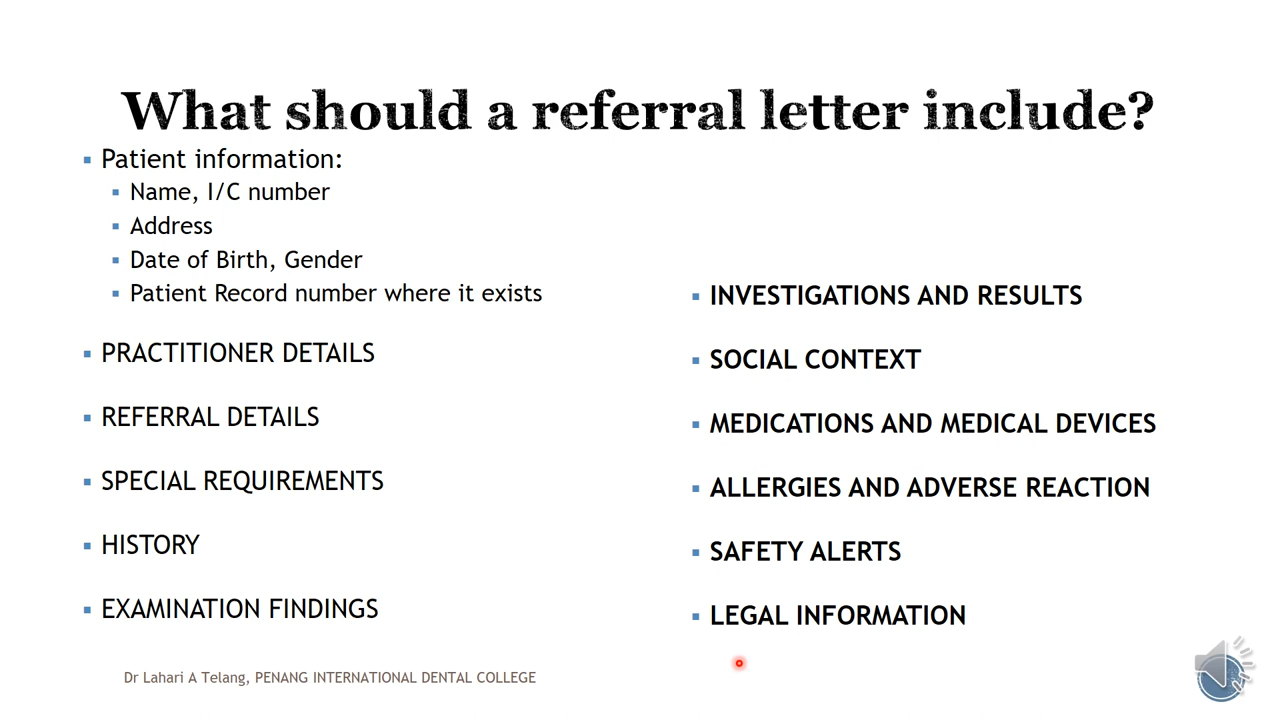 What should a referral letter include?
Patient information:
Name, I/C number
Address
Date of Birth, Gender
Patient Record number where it exists
PRACTITIONER DETAILS
REFERRAL DETAILS
SPECIAL REQUIREMENTS
HISTORY
EXAMINATION FINDINGS
INVESTIGATIONS AND RESULTS
SOCIAL CONTEXT
MEDICATIONS AND MEDICAL DEVICES
ALLERGIES AND ADVERSE REACTION
SAFETY ALERTS
LEGAL INFORMATION
Dr Lahari A Telang, PENANG INTERNATIONAL DENTAL COLLEGE